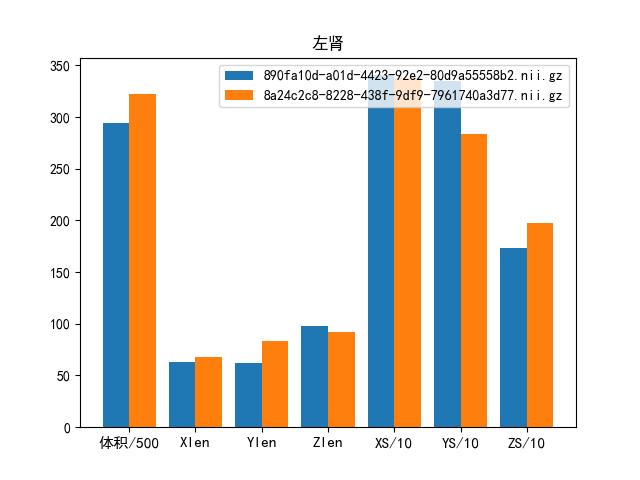 左肾
890fa10d-a01d-4423-92e2-80d9a55558b2.nii.gz
8a24c2c8-8228-438f-9df9-7961740a3d77.nii.gz
350
300
250
200
150
100
50
0
体积/500 Xlen Ylen Zlen XS/10 YS/10 ZS/10